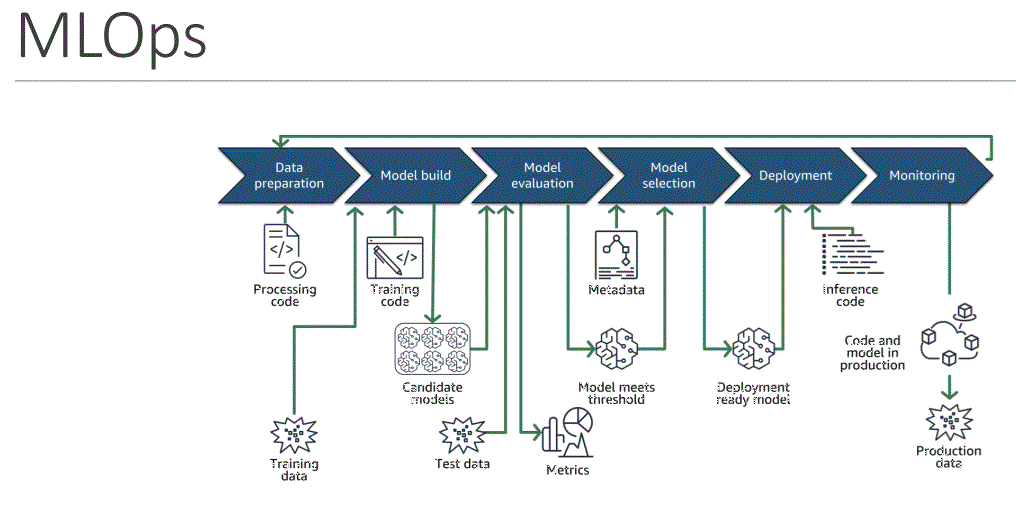 MLOps
Data
preparation
Model build
Model
evaluation
Model
selection
Deployment
Monitoring
</>
Processing
code
</>
Training
code
Metadata
Inference
code
Candidate
models
Model meets
threshold
Deployment
ready model
Code and
model in
production
Training
data
Test data
Metrics
Production
data